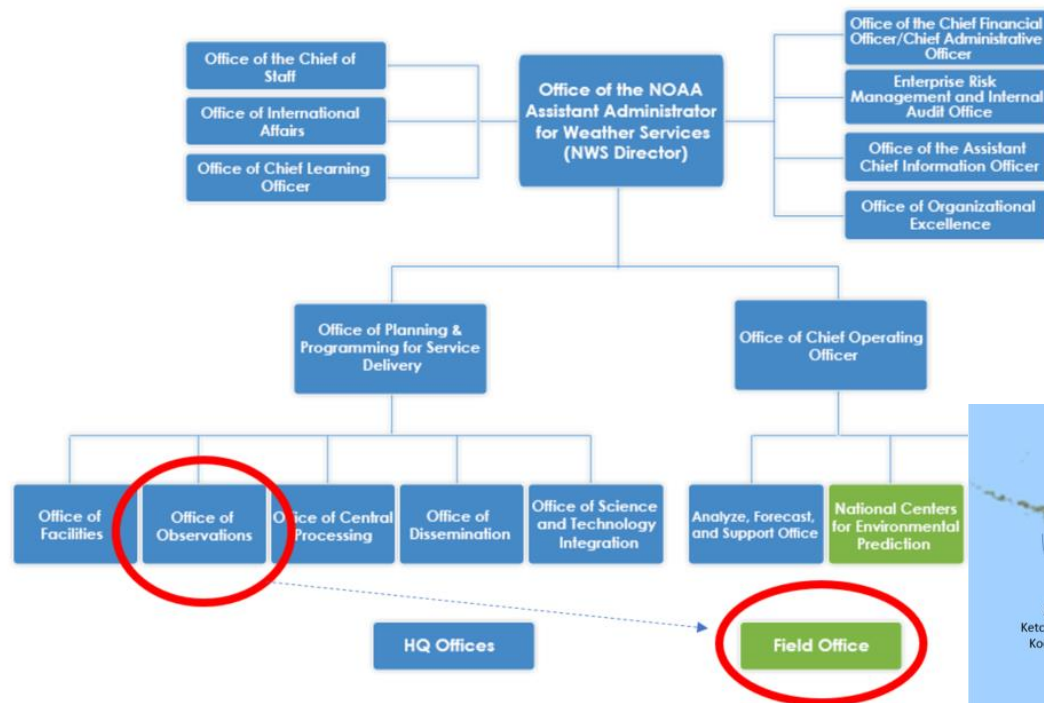 Office of the Chief of
Staff
Office of International
Affairs
Office of Chief Learning
Officer
Office of the NOAA
Assistant Administrator
for Weather Services
(NWS Director)
Office of the Chief Financial
Officer/Chief Administrative
Officer
Enterprise Risk
Management and Internal
Audit Office
Office of the Assistant
Chief Information Officer
Office of Organizational
Excellence
Office of Planning &
Programming for Service
Delivery
Office of Chief Operating
Officer
Office of
Facilities
Office of
Observations
Office of Central
Processing
Office of
Dissemination
Office of Science
and Technology
Integration
Analyze, Forecast,
and Support Office
National Centers
for Environmental
Prediction
HQ Offices
Field Office